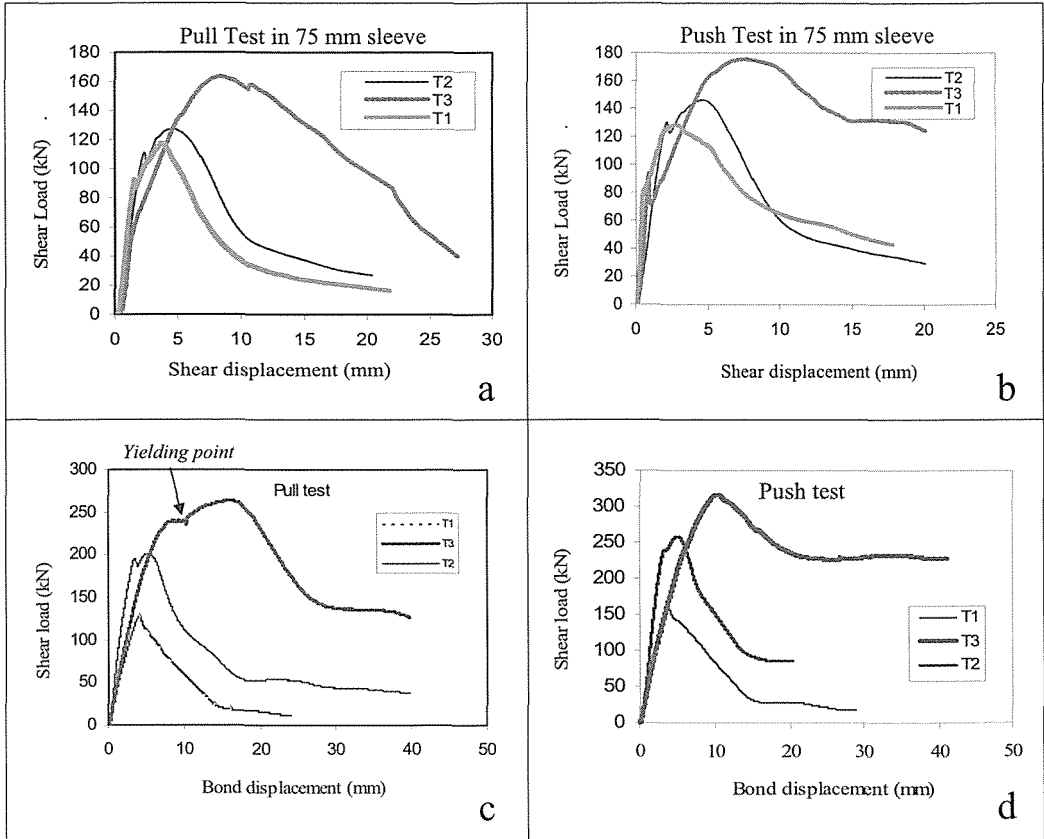 Pull Test in 75 mm sleeve
180
160
140
120
100
80
60
40
20
0
T2
T3
T1
Shear Load (kN)
0 5 10 15 20 25 30
Shear displacement (mm)
a
Push Test in 75 mm sleeve
180
160
140
120
100
80
60
40
20
0
T2
T3
T1
Shear Load (kN)
0 5 10 15 20 25
Shear displacement (mm)
b
Yielding point
300
250
200
150
100
50
0
Pull test
T1
T3
T2
Shear load (kN)
0 10 20 30 40 50
Bond displacement (mm)
c
350
300
250
200
150
100
50
0
Push test
T1
T3
T2
Shear load (kN)
0 10 20 30 40 50
Bond displacement (mm)
d